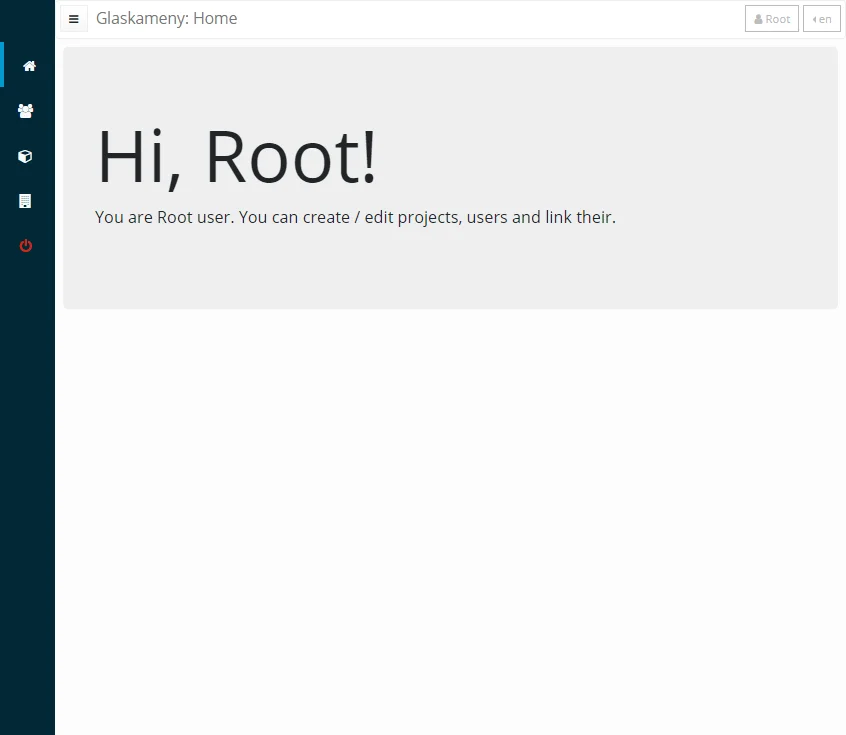 Glaskameny: Home
Root
en
Hi, Root!
You are Root user. You can create / edit projects, users and link their.